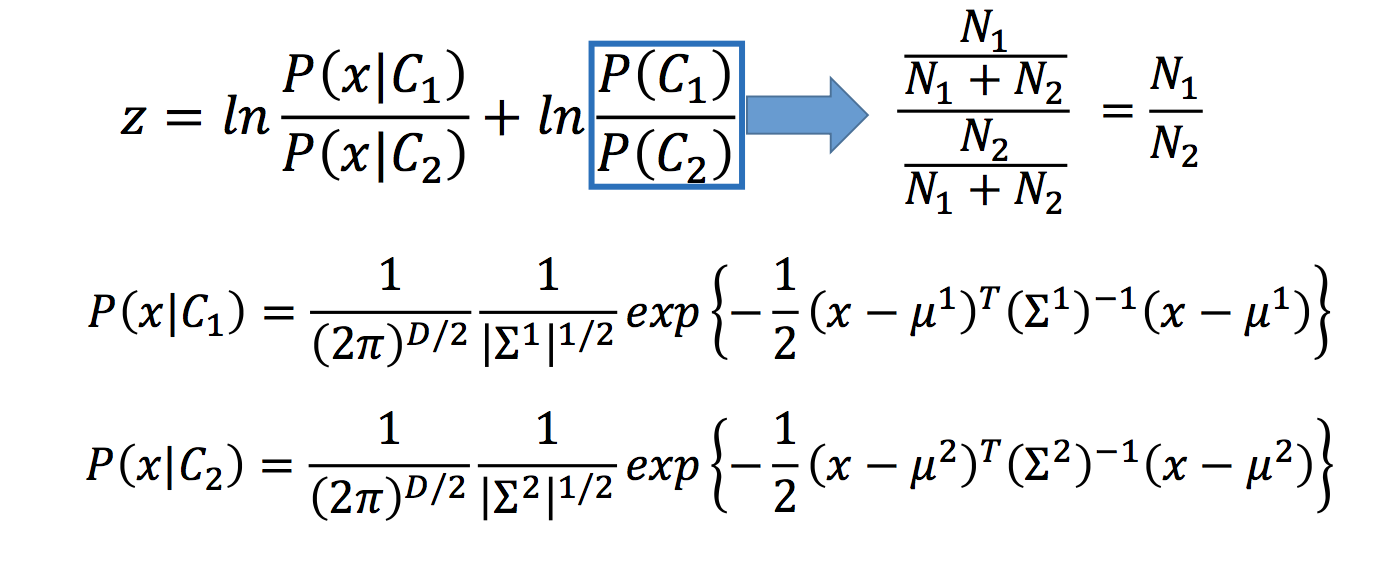 z = ln P(x|C₁)/P(x|C₂) + ln P(C₁)/P(C₂) N₁/(N₁ + N₂) / N₂/(N₁ + N₂) = N₁/N₂
P(x|C₁) = 1/(2π)^{D/2} 1/|Σ¹|^{1/2} exp{−1/2 (x − μ¹)ᵀ(Σ¹)⁻¹(x − μ¹)}
P(x|C₂) = 1/(2π)^{D/2} 1/|Σ²|^{1/2} exp{−1/2 (x − μ²)ᵀ(Σ²)⁻¹(x − μ²)}